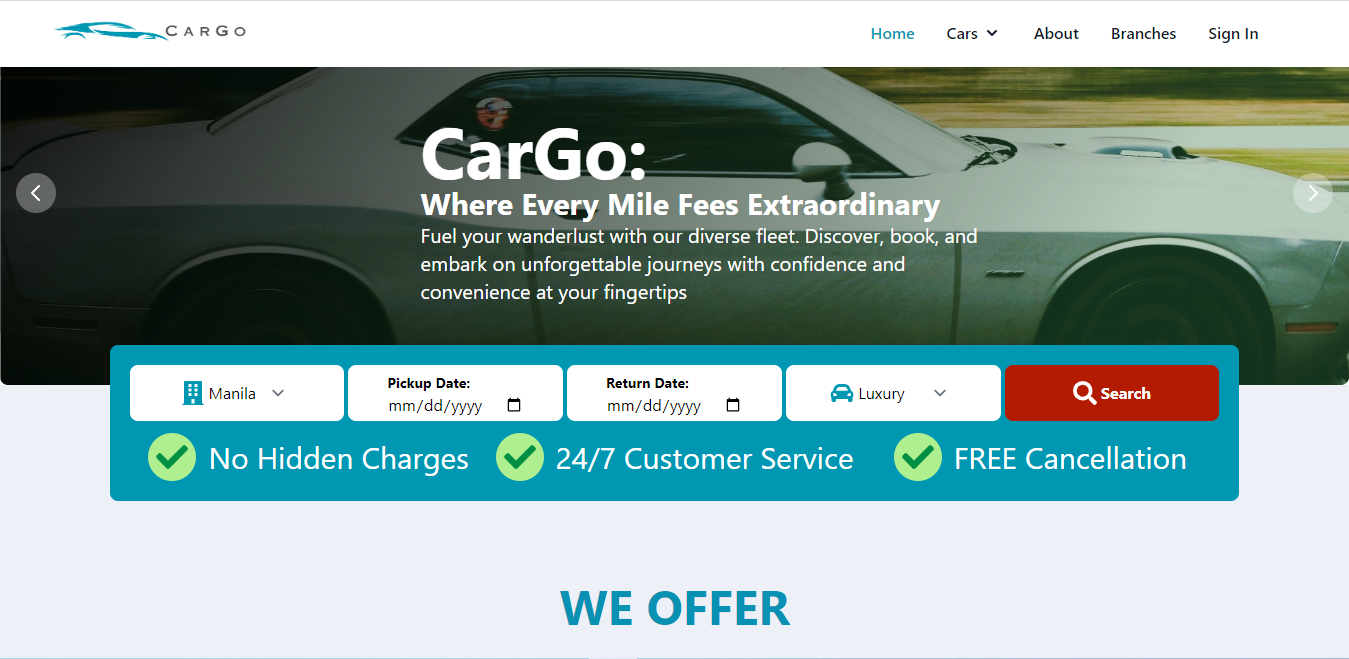 CarGo
Home Cars About Branches Sign In
CarGo:
Where Every Mile Fees Extraordinary
Fuel your wanderlust with our diverse fleet. Discover, book, and
embark on unforgettable journeys with confidence and
convenience at your fingertips
Manila
Pickup Date:
mm/dd/yyyy
Return Date:
mm/dd/yyyy
Luxury
Search
No Hidden Charges
24/7 Customer Service
FREE Cancellation
WE OFFER